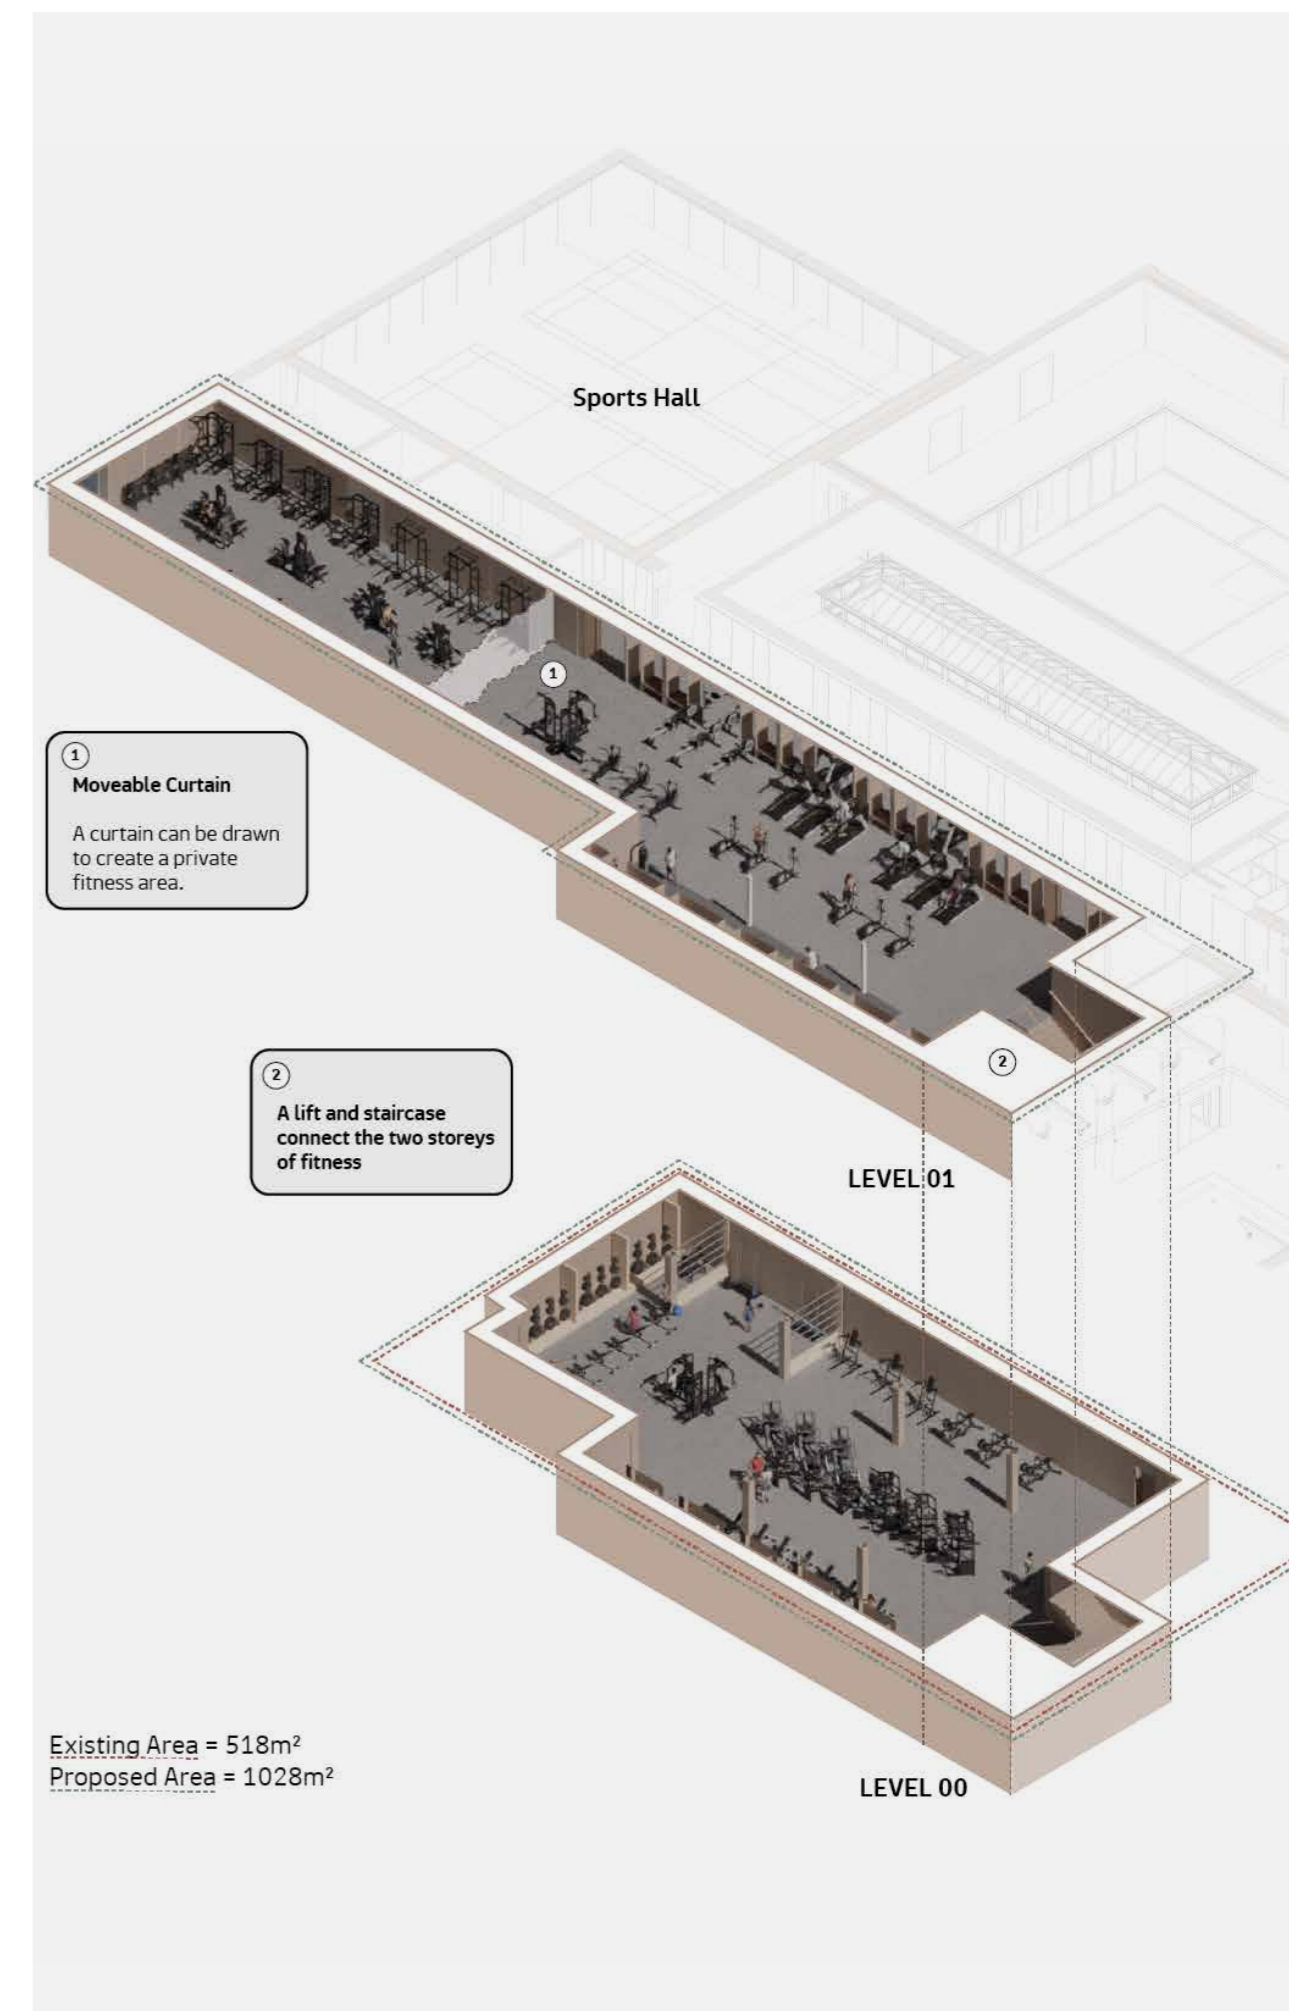 Sports Hall
1
1
Moveable Curtain
A curtain can be drawn
to create a private
fitness area.
2
2
A lift and staircase
connect the two storeys
of fitness
LEVEL 01
Existing Area = 518m²
Proposed Area = 1028m²
LEVEL 00